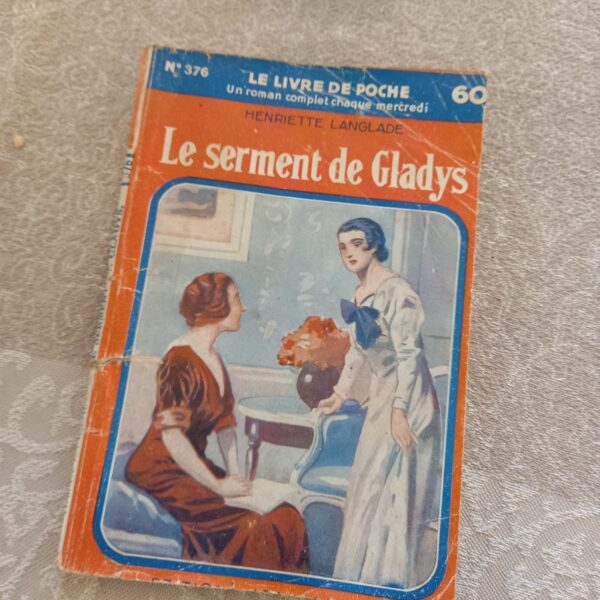 N° 376
LE LIVRE DE POCHE
Un roman complet chaque mercredi
60
HENRIETTE LANGLADE
Le serment de Gladys